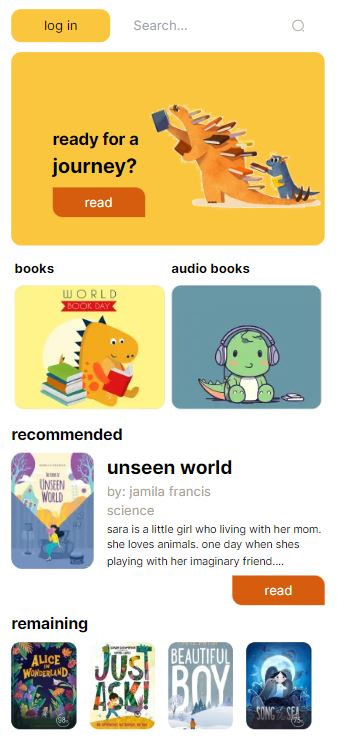 log in
Search...
ready for a
journey?
read
books
audio books
WORLD
BOOK DAY
recommended
UNSEEN
WORLD
unseen world
by: jamila francis
science
sara is a little girl who living with her mom.
she loves animals. one day when shes
playing with her imaginary friend....
read
remaining
ALICE
IN
WONDERLAND
JUST
ASK!
BEAUTIFUL
BOY
SONG
SEA